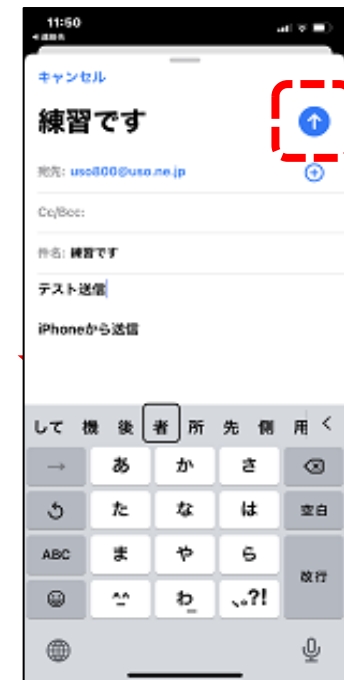 11:50
キャンセル
練習です
宛先: uso800@uso.ne.jp
Cc/Bcc:
件名: 練習です
テスト送信
iPhoneから送信
して 機 後 者 所 先 側 用
→ あ か さ
た な は 空白
ABC ま や ら 改行
^^ わ 、。?!